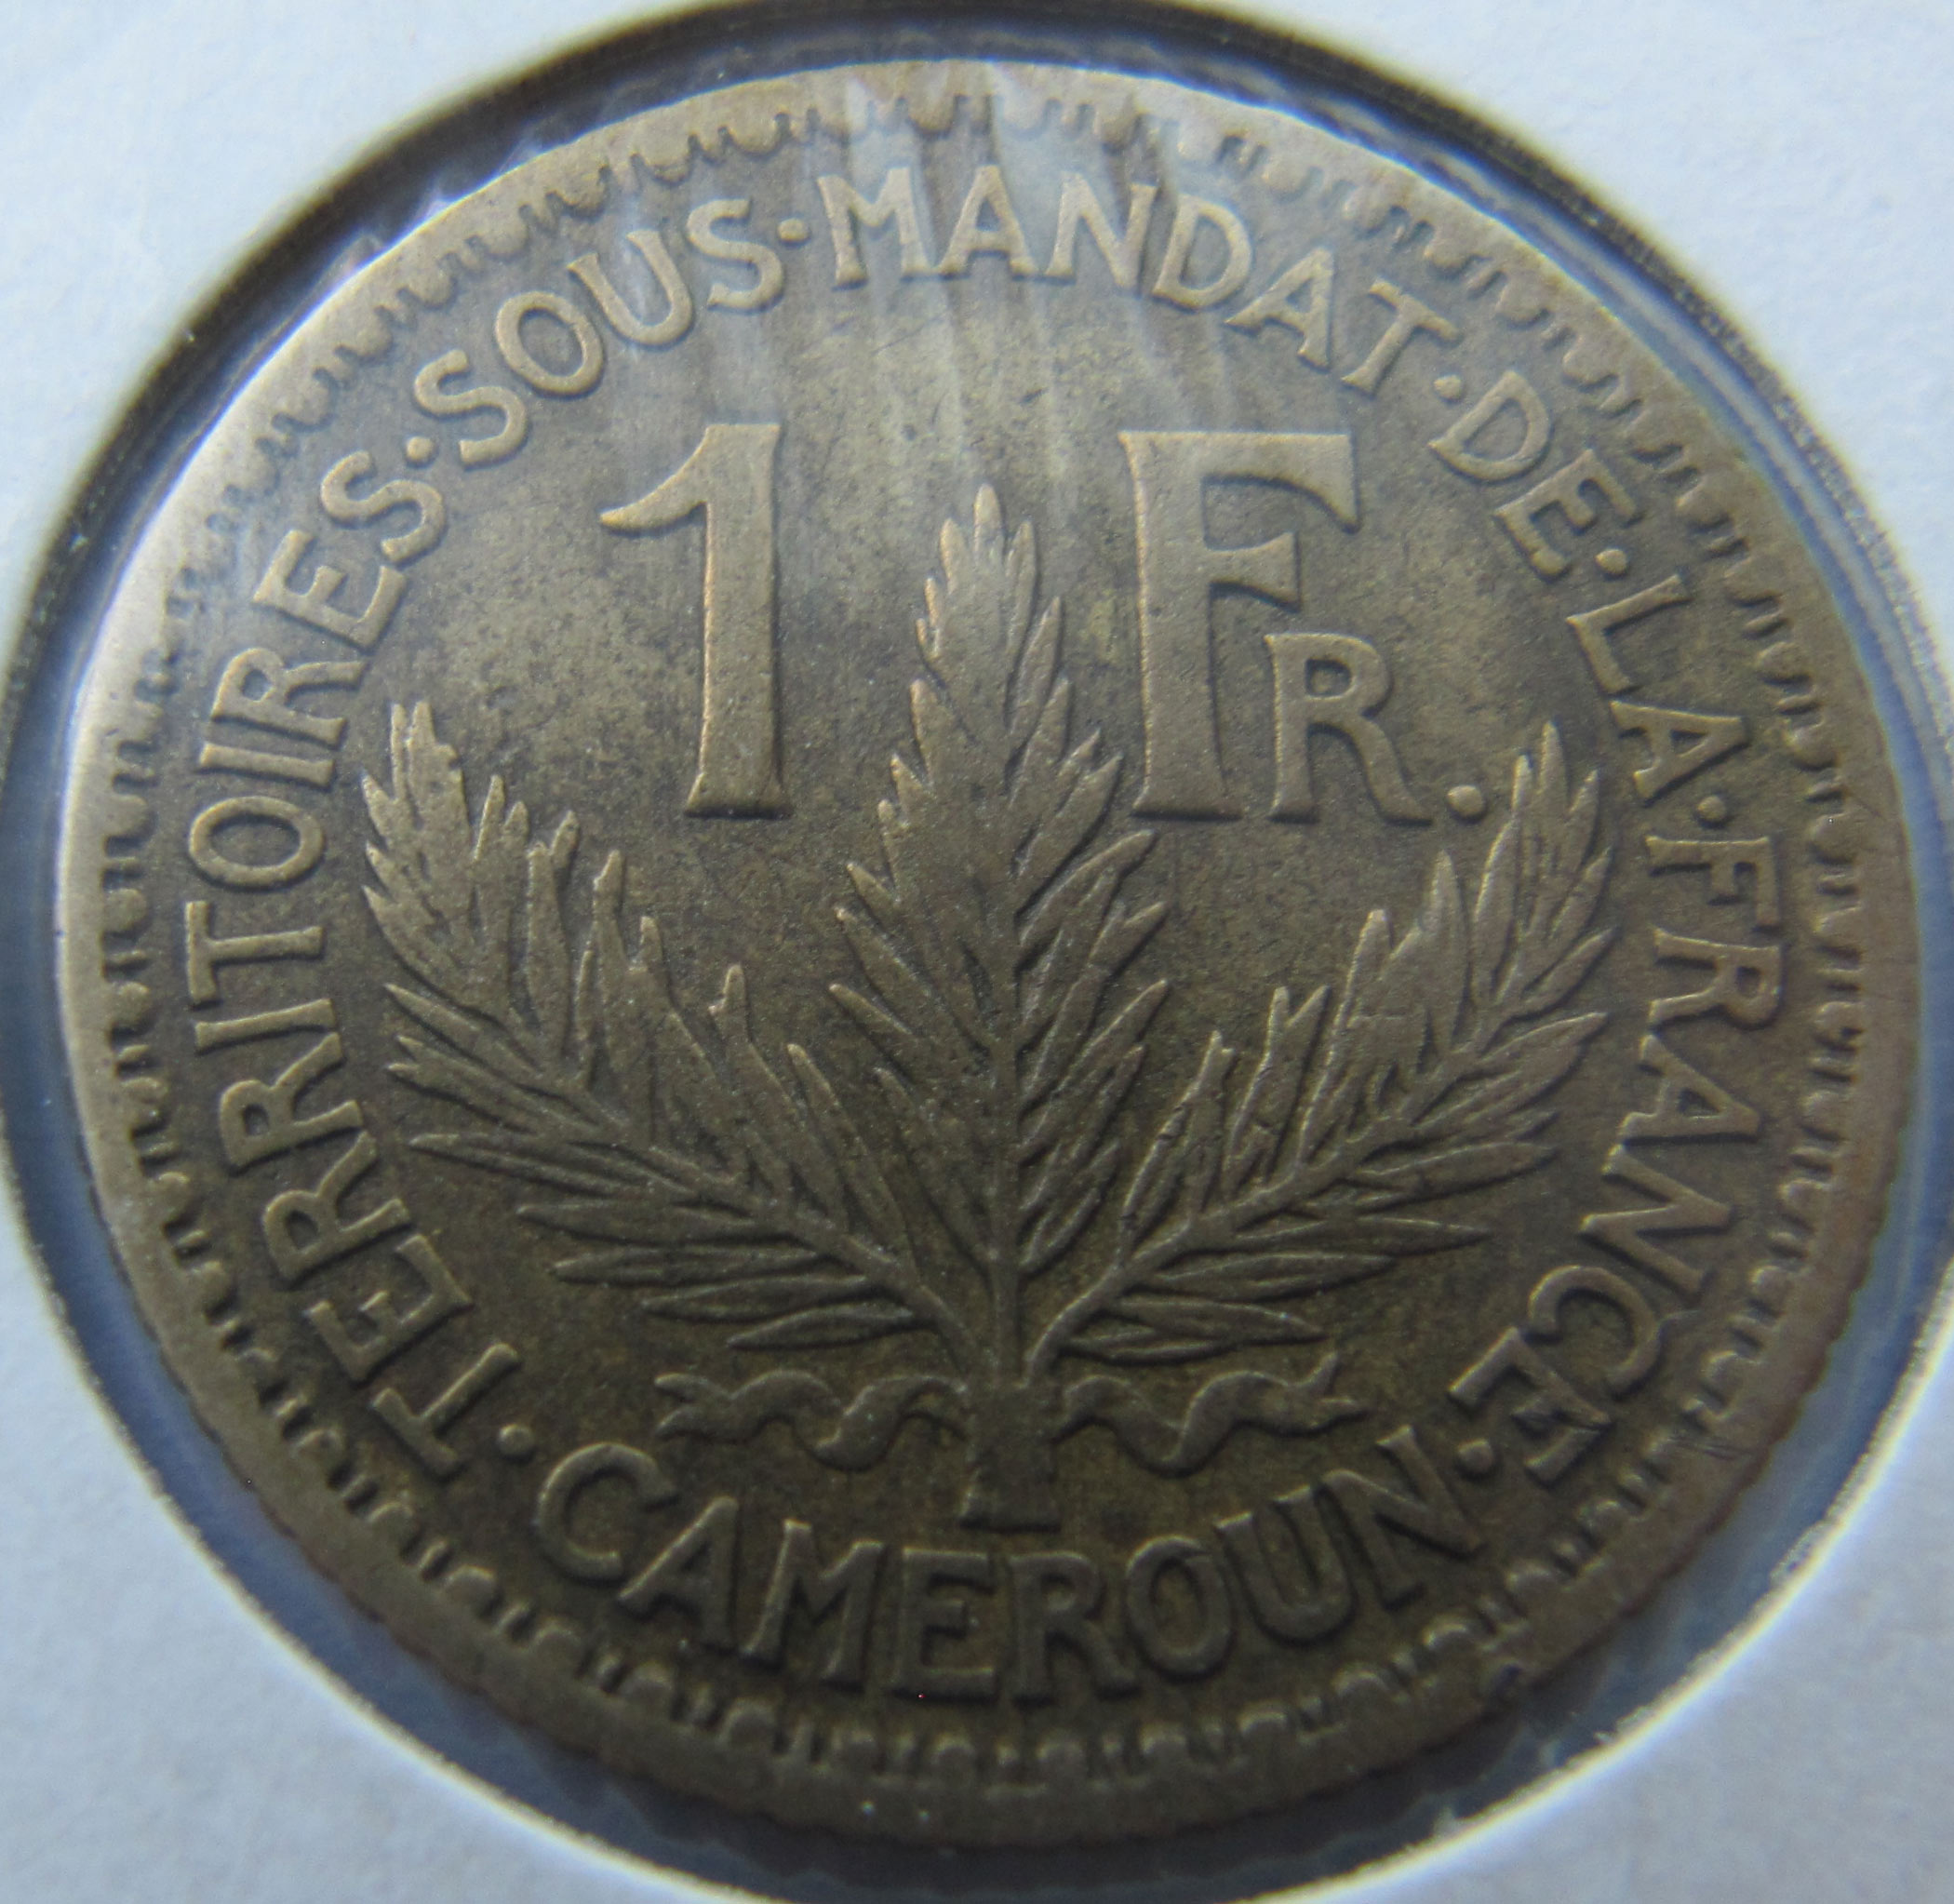 TERRITOIRES·SOUS·MANDAT·DE·LA·FRANCE
1 FR.
·CAMEROUN·